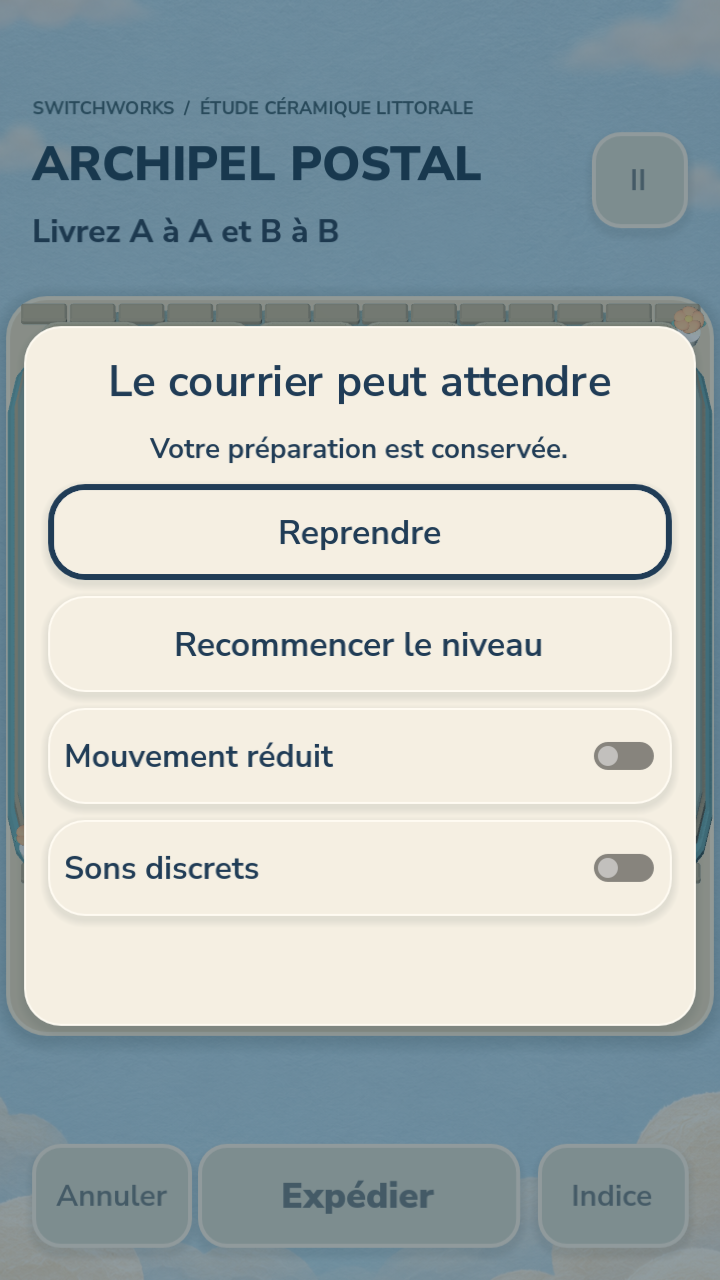 SWITCHWORKS / ÉTUDE CÉRAMIQUE LITTORALE
ARCHIPEL POSTAL
Livrez A à A et B à B
II
Le courrier peut attendre
Votre préparation est conservée.
Reprendre
Recommencer le niveau
Mouvement réduit
Sons discrets
Annuler
Expédier
Indice